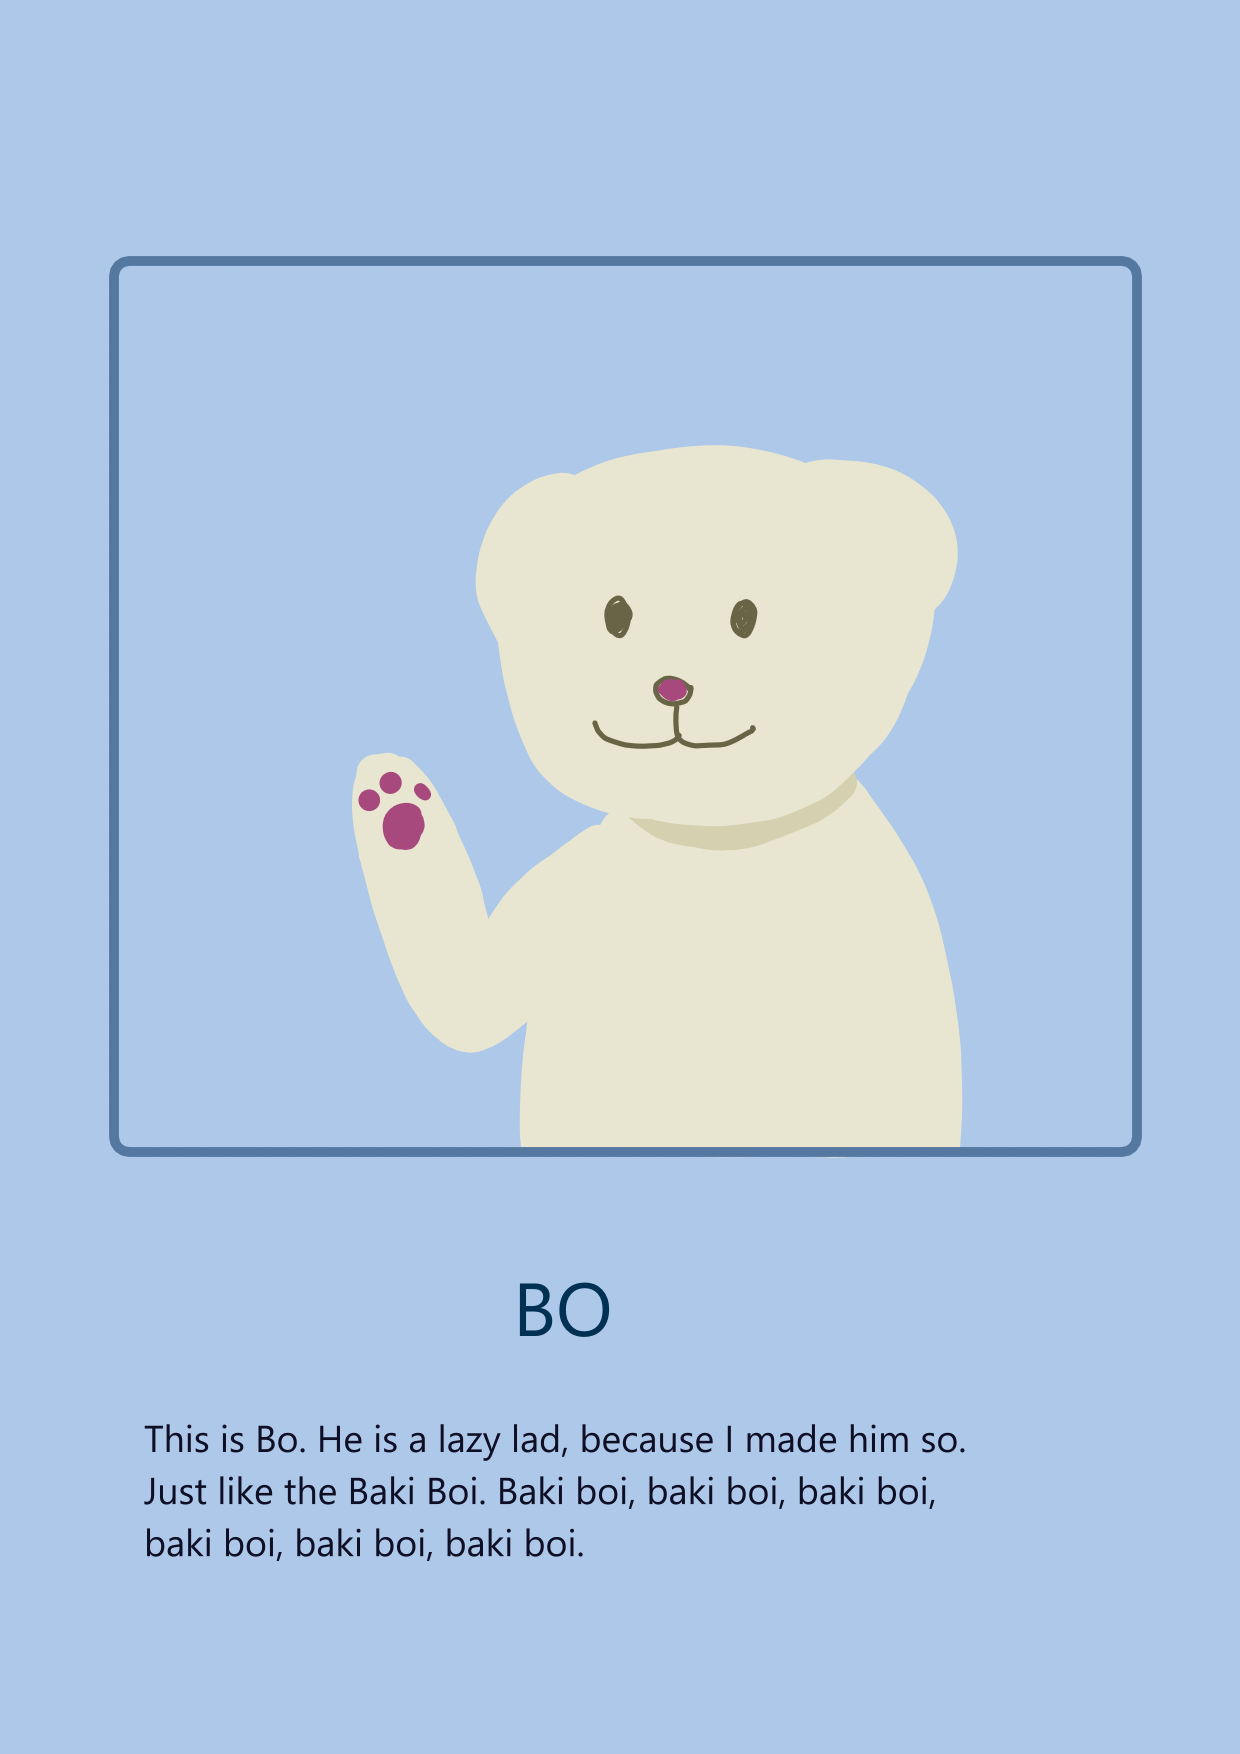 BO
This is Bo. He is a lazy lad, because I made him so.
Just like the Baki Boi. Baki boi, baki boi, baki boi,
baki boi, baki boi, baki boi.